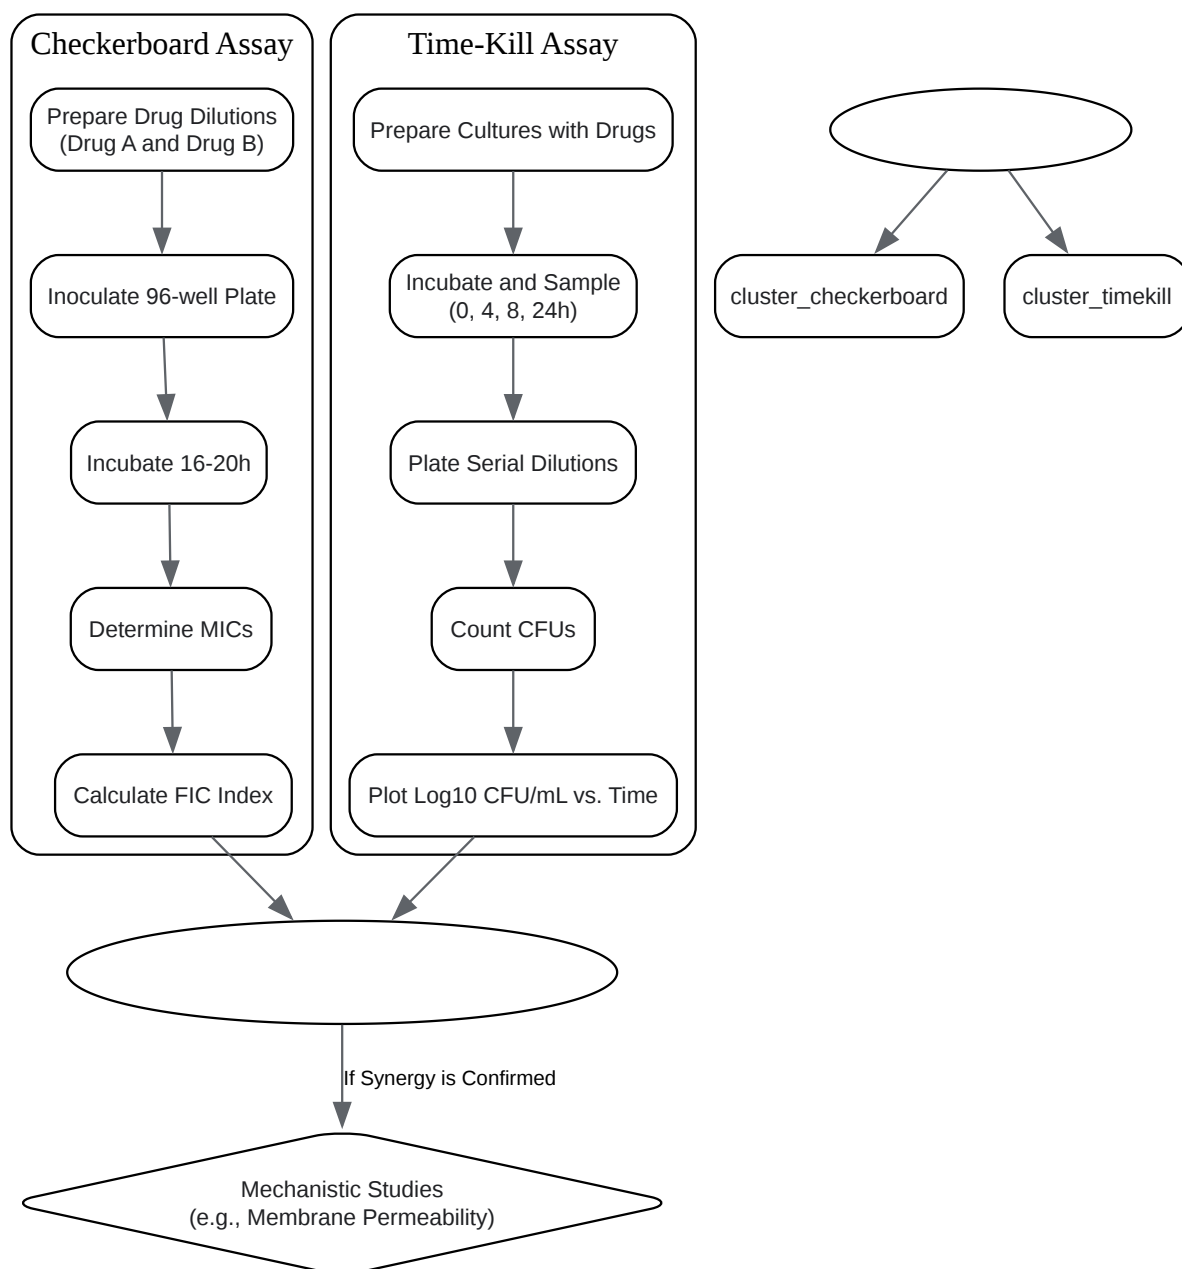 Checkerboard Assay
Prepare Drug Dilutions
(Drug A and Drug B)
Inoculate 96-well Plate
Incubate 16-20h
Determine MICs
Calculate FIC Index
Time-Kill Assay
Prepare Cultures with Drugs
Incubate and Sample
(0, 4, 8, 24h)
Plate Serial Dilutions
Count CFUs
Plot Log10 CFU/mL vs. Time
cluster_checkerboard
cluster_timekill
If Synergy is Confirmed
Mechanistic Studies
(e.g., Membrane Permeability)